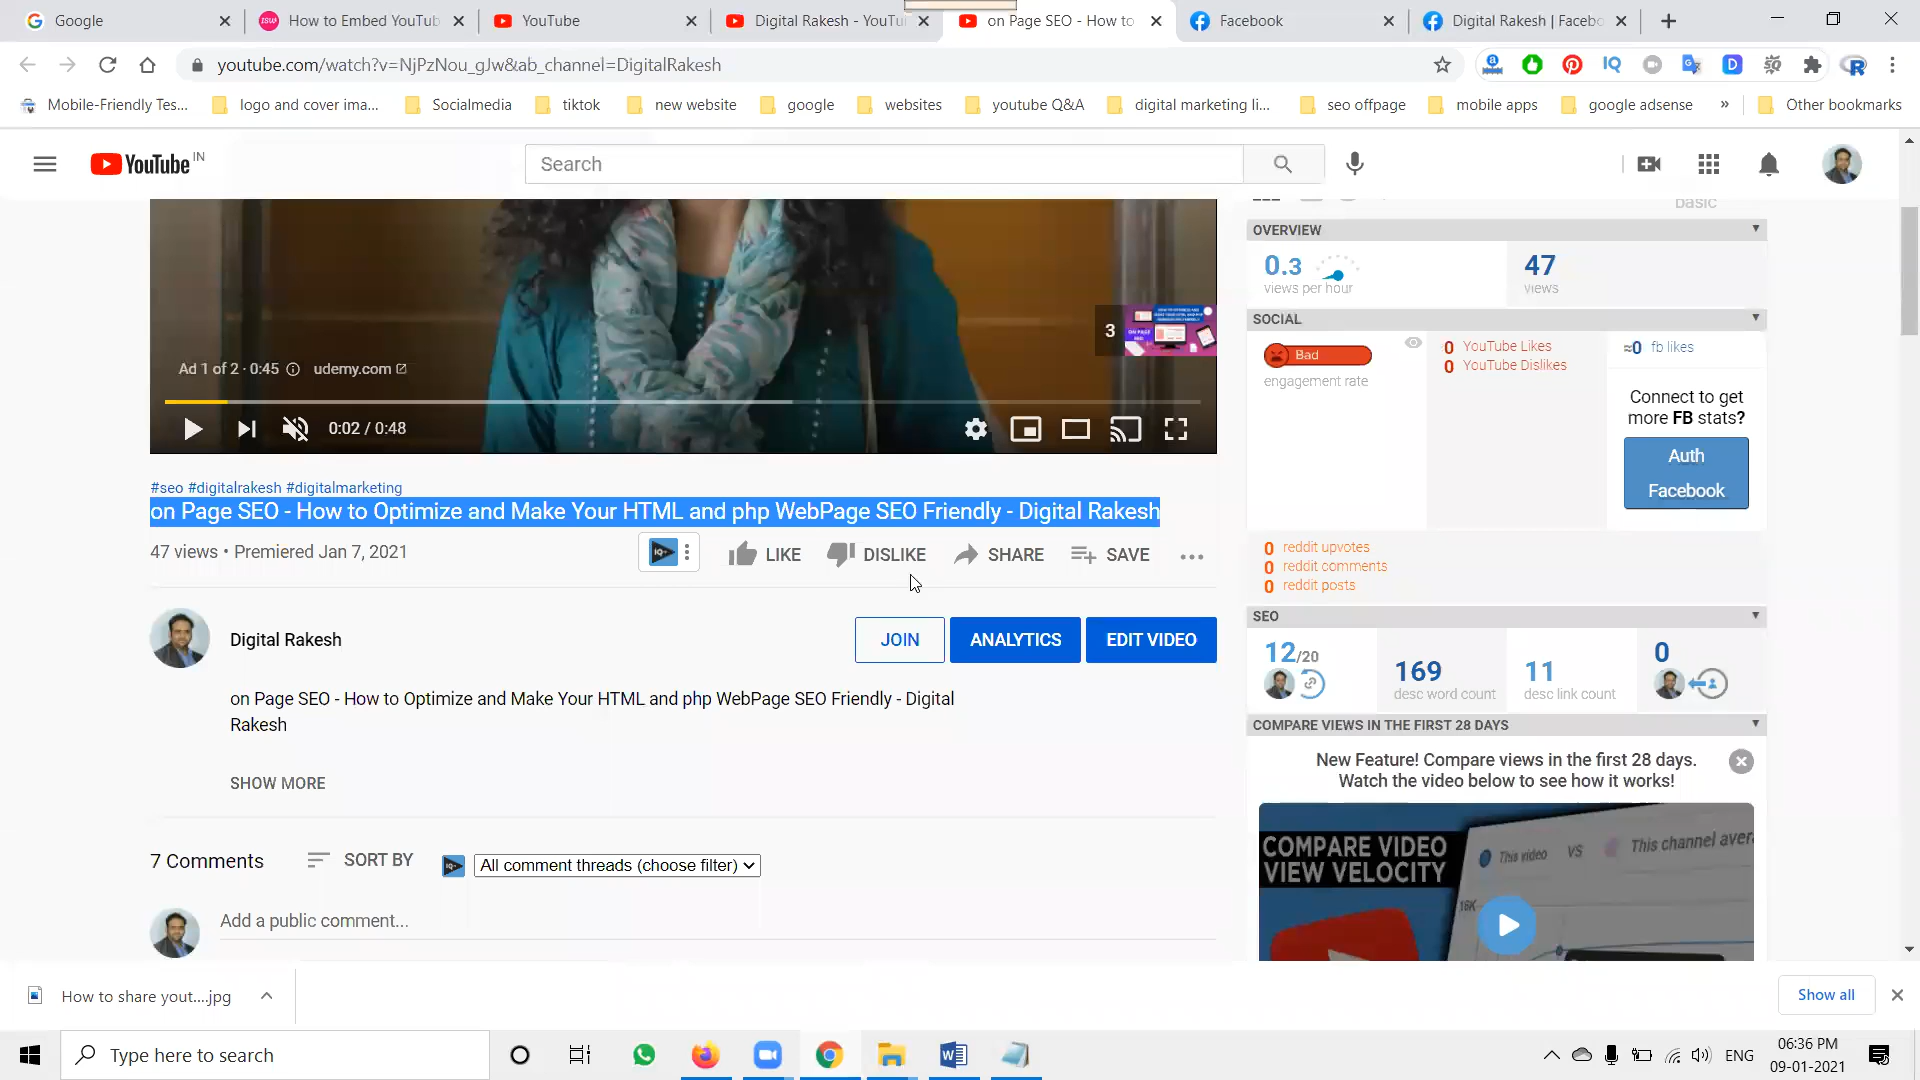 Google
How to Embed YouTub
YouTube
Digital Rakesh - YouTu
on Page SEO - How to
Facebook
Digital Rakesh | Facebo
youtube.com/watch?v=NjPzNou_gJw&ab_channel=DigitalRakesh
Mobile-Friendly Tes...
logo and cover ima...
Socialmedia
tiktok
new website
google
websites
youtube Q&A
digital marketing li...
seo offpage
mobile apps
google adsense
»
Other bookmarks
YouTube IN
Search
basic
OVERVIEW
0.3
views per hour
47
views
SOCIAL
Bad
engagement rate
0 YouTube Likes
0 YouTube Dislikes
≈0 fb likes
Connect to get
more FB stats?
Auth
Facebook
0 reddit upvotes
0 reddit comments
0 reddit posts
SEO
12/20
169
desc word count
11
desc link count
0
COMPARE VIEWS IN THE FIRST 28 DAYS
New Feature! Compare views in the first 28 days.
Watch the video below to see how it works!
COMPARE VIDEO
VIEW VELOCITY
This video VS This channel avera
16K
3
ON PAGE
SEO
Ad 1 of 2 · 0:45
udemy.com
0:02 / 0:48
#seo #digitalrakesh #digitalmarketing
on Page SEO - How to Optimize and Make Your HTML and php WebPage SEO Friendly - Digital Rakesh
47 views • Premiered Jan 7, 2021
IQ
LIKE
DISLIKE
SHARE
SAVE
Digital Rakesh
JOIN
ANALYTICS
EDIT VIDEO
on Page SEO - How to Optimize and Make Your HTML and php WebPage SEO Friendly - Digital
Rakesh
SHOW MORE
7 Comments
SORT BY
All comment threads (choose filter)
Add a public comment...
How to share yout....jpg
Show all
Type here to search
ENG
06:36 PM
09-01-2021